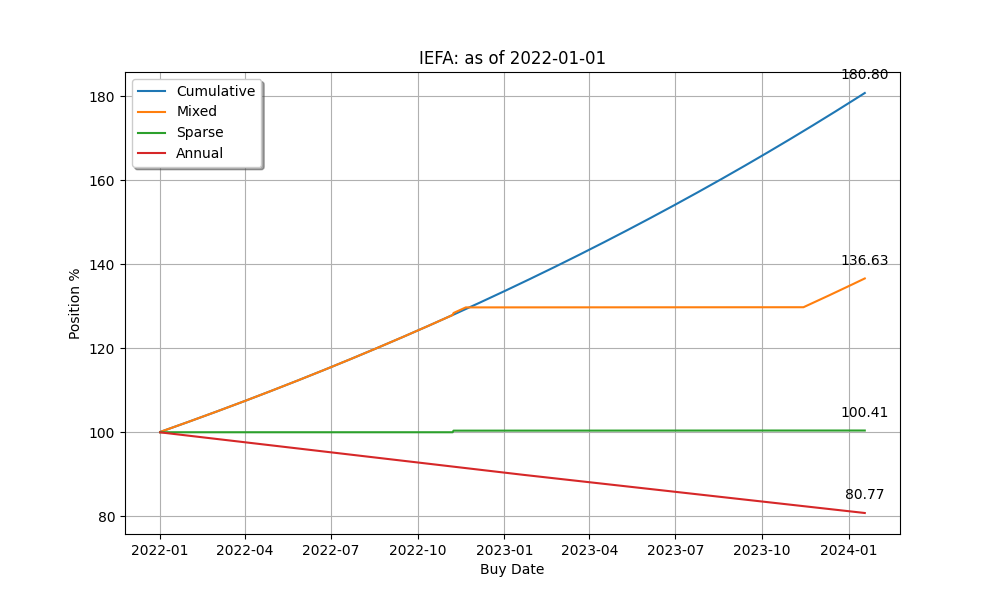 IEFA: as of 2022-01-01
180.80
Cumulative
Mixed
Sparse
Annual
136.63
100.41
80.77
180
160
140
120
100
80
Position %
2022-01 2022-04 2022-07 2022-10 2023-01 2023-04 2023-07 2023-10 2024-01
Buy Date